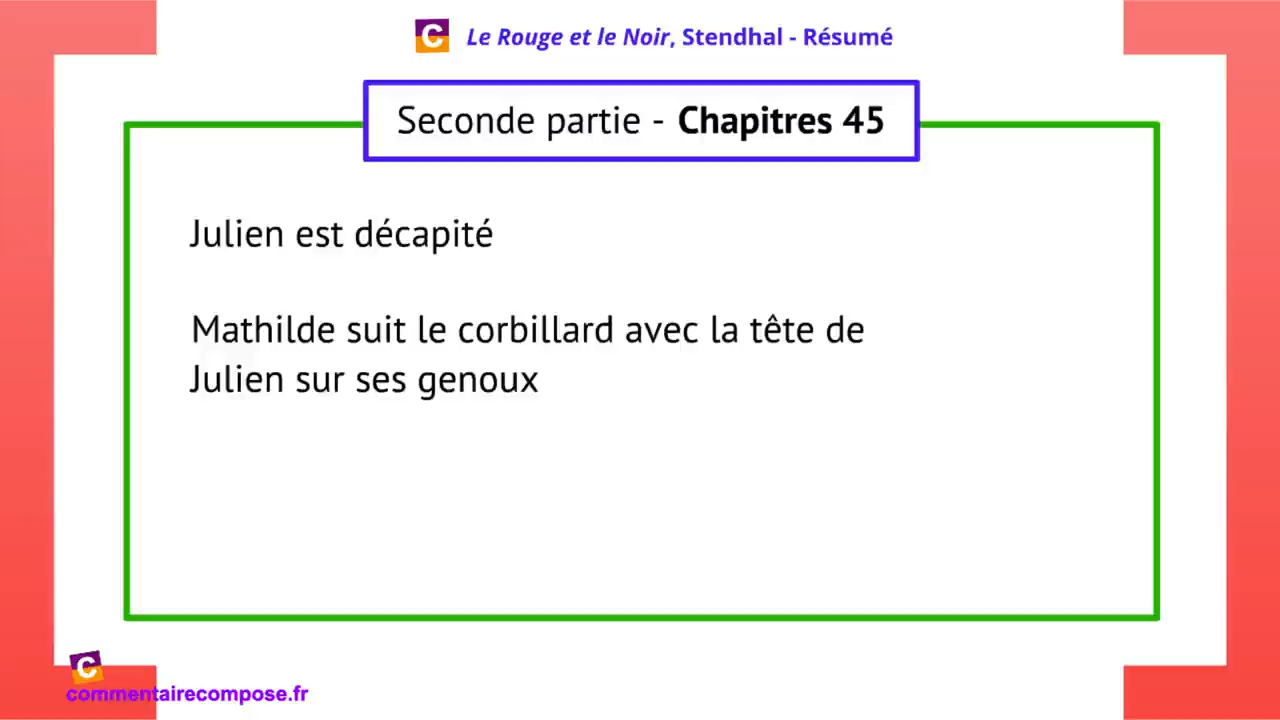 C Le Rouge et le Noir, Stendhal - Résumé
Seconde partie - Chapitres 45
Julien est décapité
Mathilde suit le corbillard avec la tête de
Julien sur ses genoux
C
commentairecompose.fr